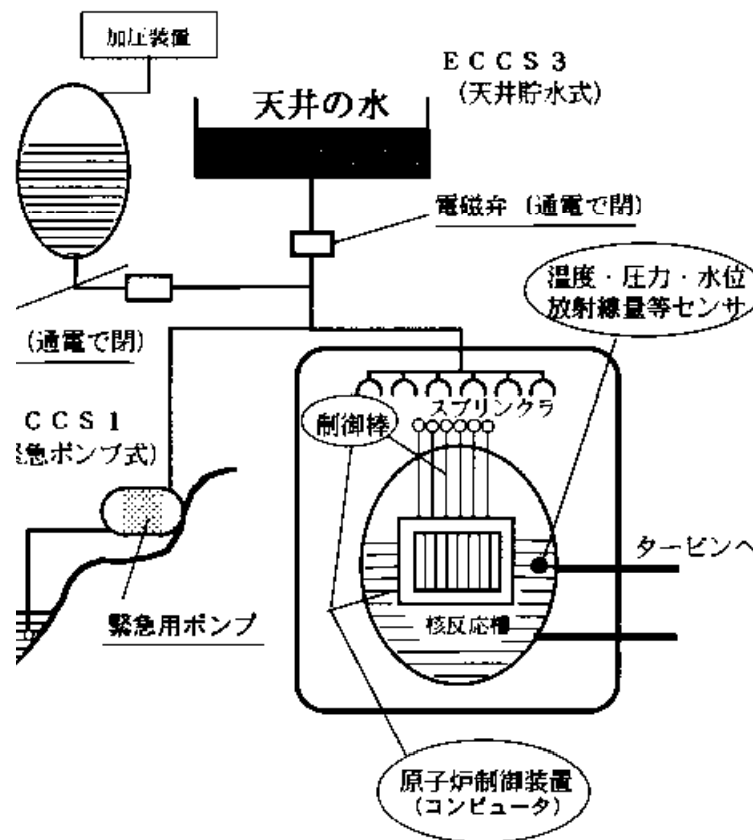 加圧装置
ＥＣＣＳ３
(天井貯水式)
天井の水
電磁弁 (通電で閉)
温度・圧力・水位
放射線量等センサ
(通電で閉)
スプリンクラ
制御棒
ＣＣＳ１
急ポンプ式)
タービンへ
緊急用ポンプ
核反応槽
原子炉制御装置
(コンピュータ)